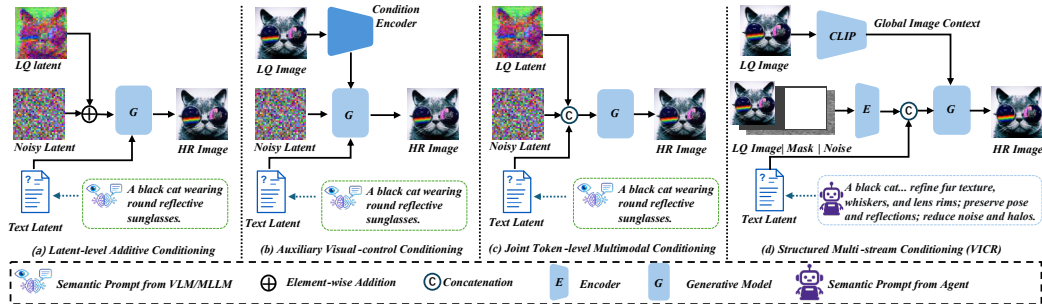 LQ latent
Noisy Latent
G
HR Image
Text Latent
?
A black cat wearing
round reflective
sunglasses.
(a) Latent-level Additive Conditioning
Condition
Encoder
LQ Image
Noisy Latent
G
HR Image
Text Latent
?
A black cat wearing
round reflective
sunglasses.
(b) Auxiliary Visual-control Conditioning
LQ Latent
Noisy Latent
C
G
HR Image
Text Latent
?
A black cat wearing
round reflective
sunglasses.
(c) Joint Token-level Multimodal Conditioning
Global Image Context
CLIP
LQ Image
E
C
G
LQ Image| Mask | Noise
HR Image
Text Latent
?
A black cat... refine fur texture,
whiskers, and lens rims; preserve pose
and reflections; reduce noise and halos.
(d) Structured Multi-stream Conditioning (VICR)
Semantic Prompt from VLM/MLLM
Element-wise Addition
C Concatenation
E Encoder
G Generative Model
Semantic Prompt from Agent